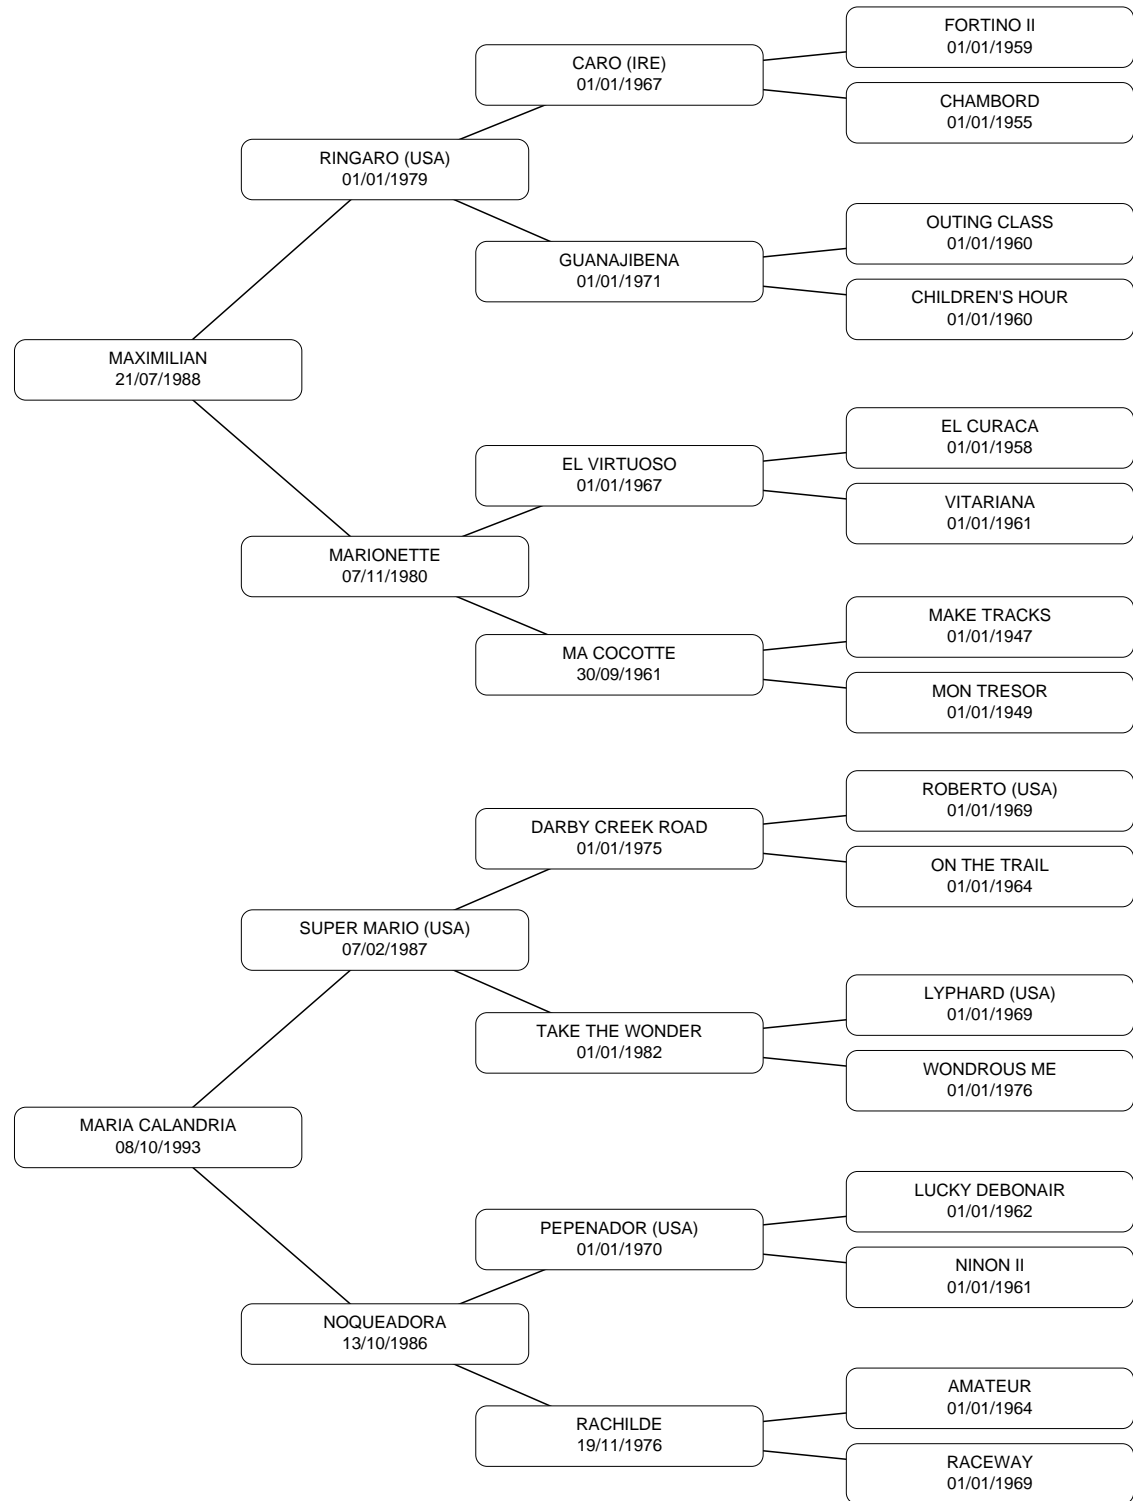 FORTINO II
01/01/1959
CARO (IRE)
01/01/1967
CHAMBORD
01/01/1955
RINGARO (USA)
01/01/1979
OUTING CLASS
01/01/1960
GUANAJIBENA
01/01/1971
CHILDREN'S HOUR
01/01/1960
MAXIMILIAN
21/07/1988
EL CURACA
01/01/1958
EL VIRTUOSO
01/01/1967
VITARIANA
01/01/1961
MARIONETTE
07/11/1980
MAKE TRACKS
01/01/1947
MA COCOTTE
30/09/1961
MON TRESOR
01/01/1949
ROBERTO (USA)
01/01/1969
DARBY CREEK ROAD
01/01/1975
ON THE TRAIL
01/01/1964
SUPER MARIO (USA)
07/02/1987
LYPHARD (USA)
01/01/1969
TAKE THE WONDER
01/01/1982
WONDROUS ME
01/01/1976
MARIA CALANDRIA
08/10/1993
LUCKY DEBONAIR
01/01/1962
PEPENADOR (USA)
01/01/1970
NINON II
01/01/1961
NOQUEADORA
13/10/1986
AMATEUR
01/01/1964
RACHILDE
19/11/1976
RACEWAY
01/01/1969